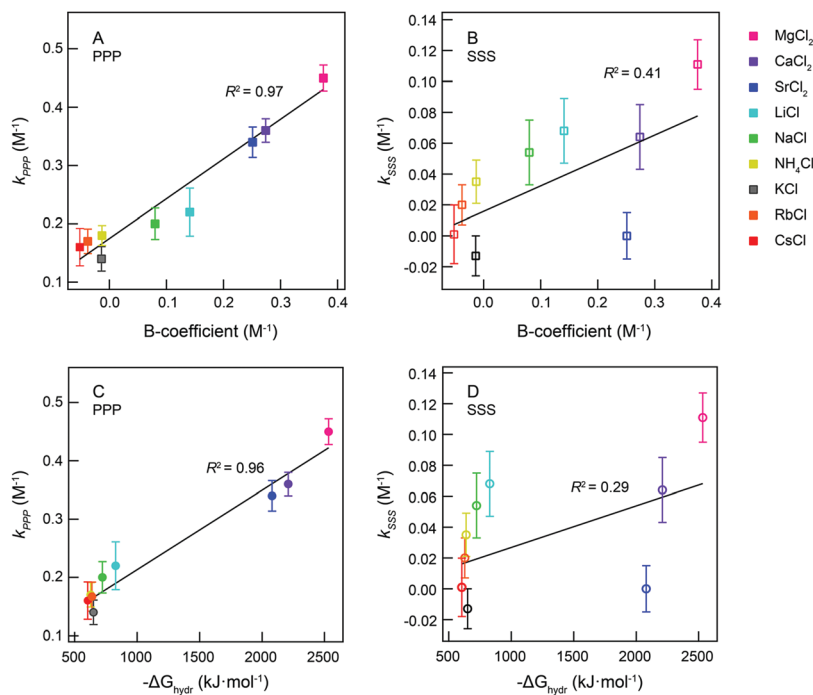 A
PPP
R² = 0.97
k_PPP (M⁻¹)
0.5
0.4
0.3
0.2
0.1
0.0 0.1 0.2 0.3 0.4
B-coefficient (M⁻¹)
B
SSS
R² = 0.41
k_SSS (M⁻¹)
0.14
0.12
0.10
0.08
0.06
0.04
0.02
0.00
-0.02
0.0 0.1 0.2 0.3 0.4
B-coefficient (M⁻¹)
MgCl₂
CaCl₂
SrCl₂
LiCl
NaCl
NH₄Cl
KCl
RbCl
CsCl
C
PPP
R² = 0.96
k_PPP (M⁻¹)
0.5
0.4
0.3
0.2
0.1
500 1000 1500 2000 2500
-ΔG_hydr (kJ·mol⁻¹)
D
SSS
R² = 0.29
k_SSS (M⁻¹)
0.14
0.12
0.10
0.08
0.06
0.04
0.02
0.00
-0.02
500 1000 1500 2000 2500
-ΔG_hydr (kJ·mol⁻¹)